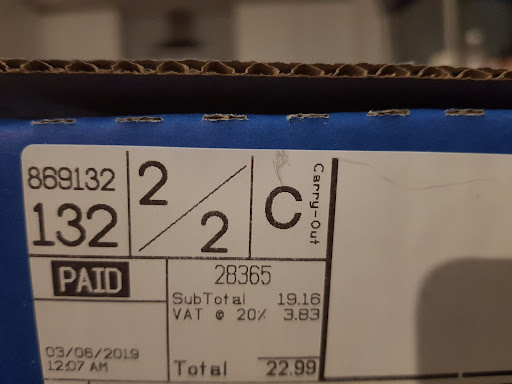 869132
132
2/2
C
Carry-Out
PAID
28365
SubTotal 19.16
VAT @ 20% 3.83
03/06/2019
12:07 AM
Total 22.99